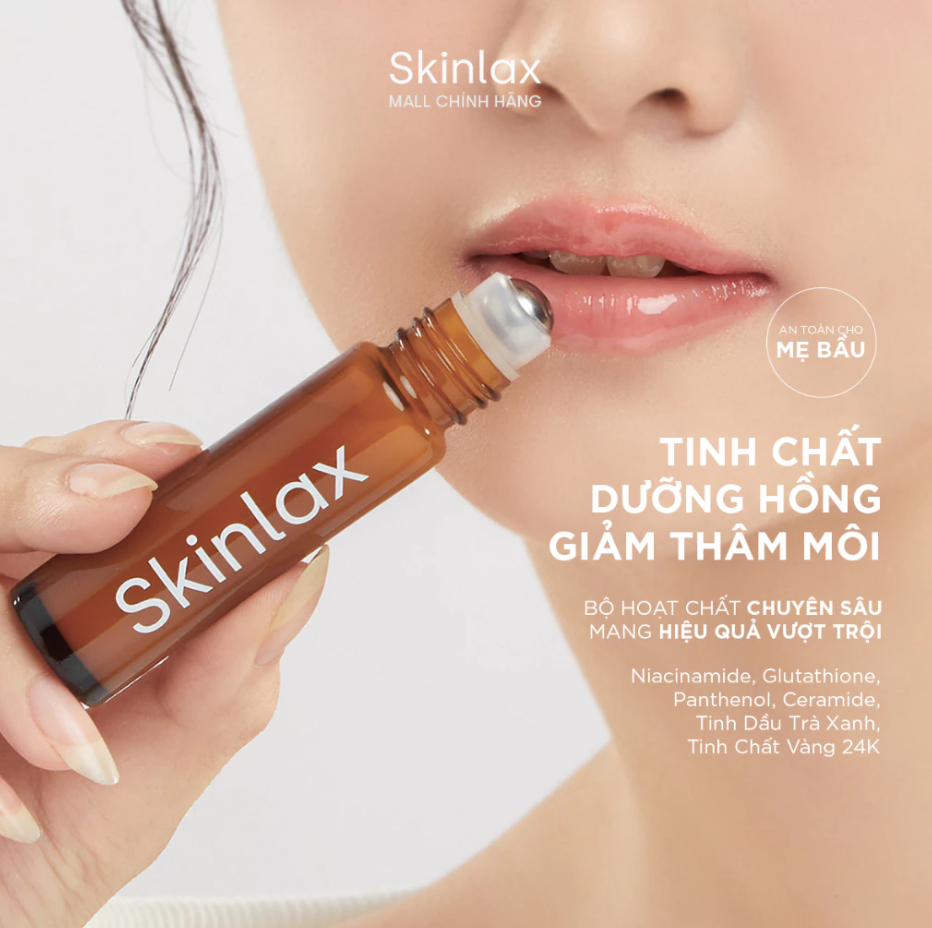 Skinlax
MALL CHÍNH HÃNG
AN TOÀN CHO
MẸ BẦU
Skinlax
TINH CHẤT
DƯỠNG HỒNG
GIẢM THÂM MÔI
BỘ HOẠT CHẤT CHUYÊN SÂU
MANG HIỆU QUẢ VƯỢT TRỘI
Niacinamide, Glutathione,
Panthenol, Ceramide,
Tinh Dầu Trà Xanh,
Tinh Chất Vàng 24K